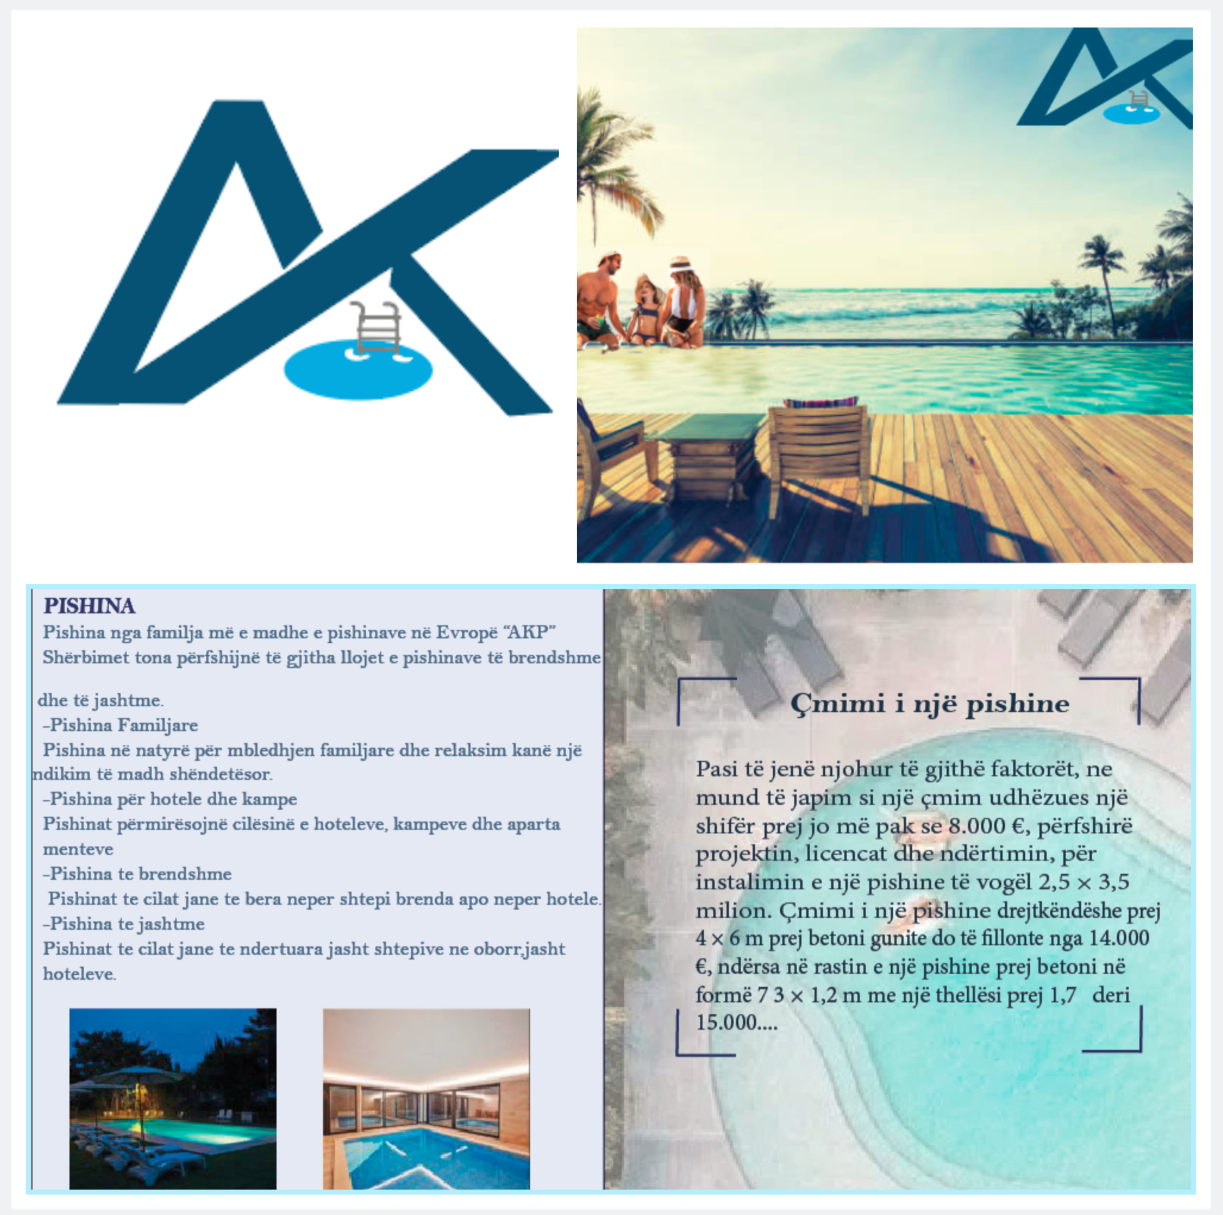 AK
PISHINA
Pishina nga familja më e madhe e pishinave në Evropë “AKP”
Shërbimet tona përfshijnë të gjitha llojet e pishinave të brendshme
dhe të jashtme.
-Pishina Familjare
Pishina në natyrë për mbledhjen familjare dhe relaksim kanë një
ndikim të madh shëndetësor.
-Pishina për hotele dhe kampe
Pishinat përmirësojnë cilësinë e hoteleve, kampeve dhe aparta
menteve
-Pishina te brendshme
Pishinat te cilat jane te bera neper shtepi brenda apo neper hotele.
-Pishina te jashtme
Pishinat te cilat jane te ndertuara jasht shtepive ne oborr,jasht
hoteleve.
Çmimi i një pishine
Pasi të jenë njohur të gjithë faktorët, ne
mund të japim si një çmim udhëzues një
shifër prej jo më pak se 8.000 €, përfshirë
projektin, licencat dhe ndërtimin, për
instalimin e një pishine të vogël 2,5 × 3,5
milion. Çmimi i një pishine drejtkëndëshe prej
4 × 6 m prej betoni gunite do të fillonte nga 14.000
€, ndërsa në rastin e një pishine prej betoni në
formë 7 3 × 1,2 m me një thellësi prej 1,7 deri
15.000....